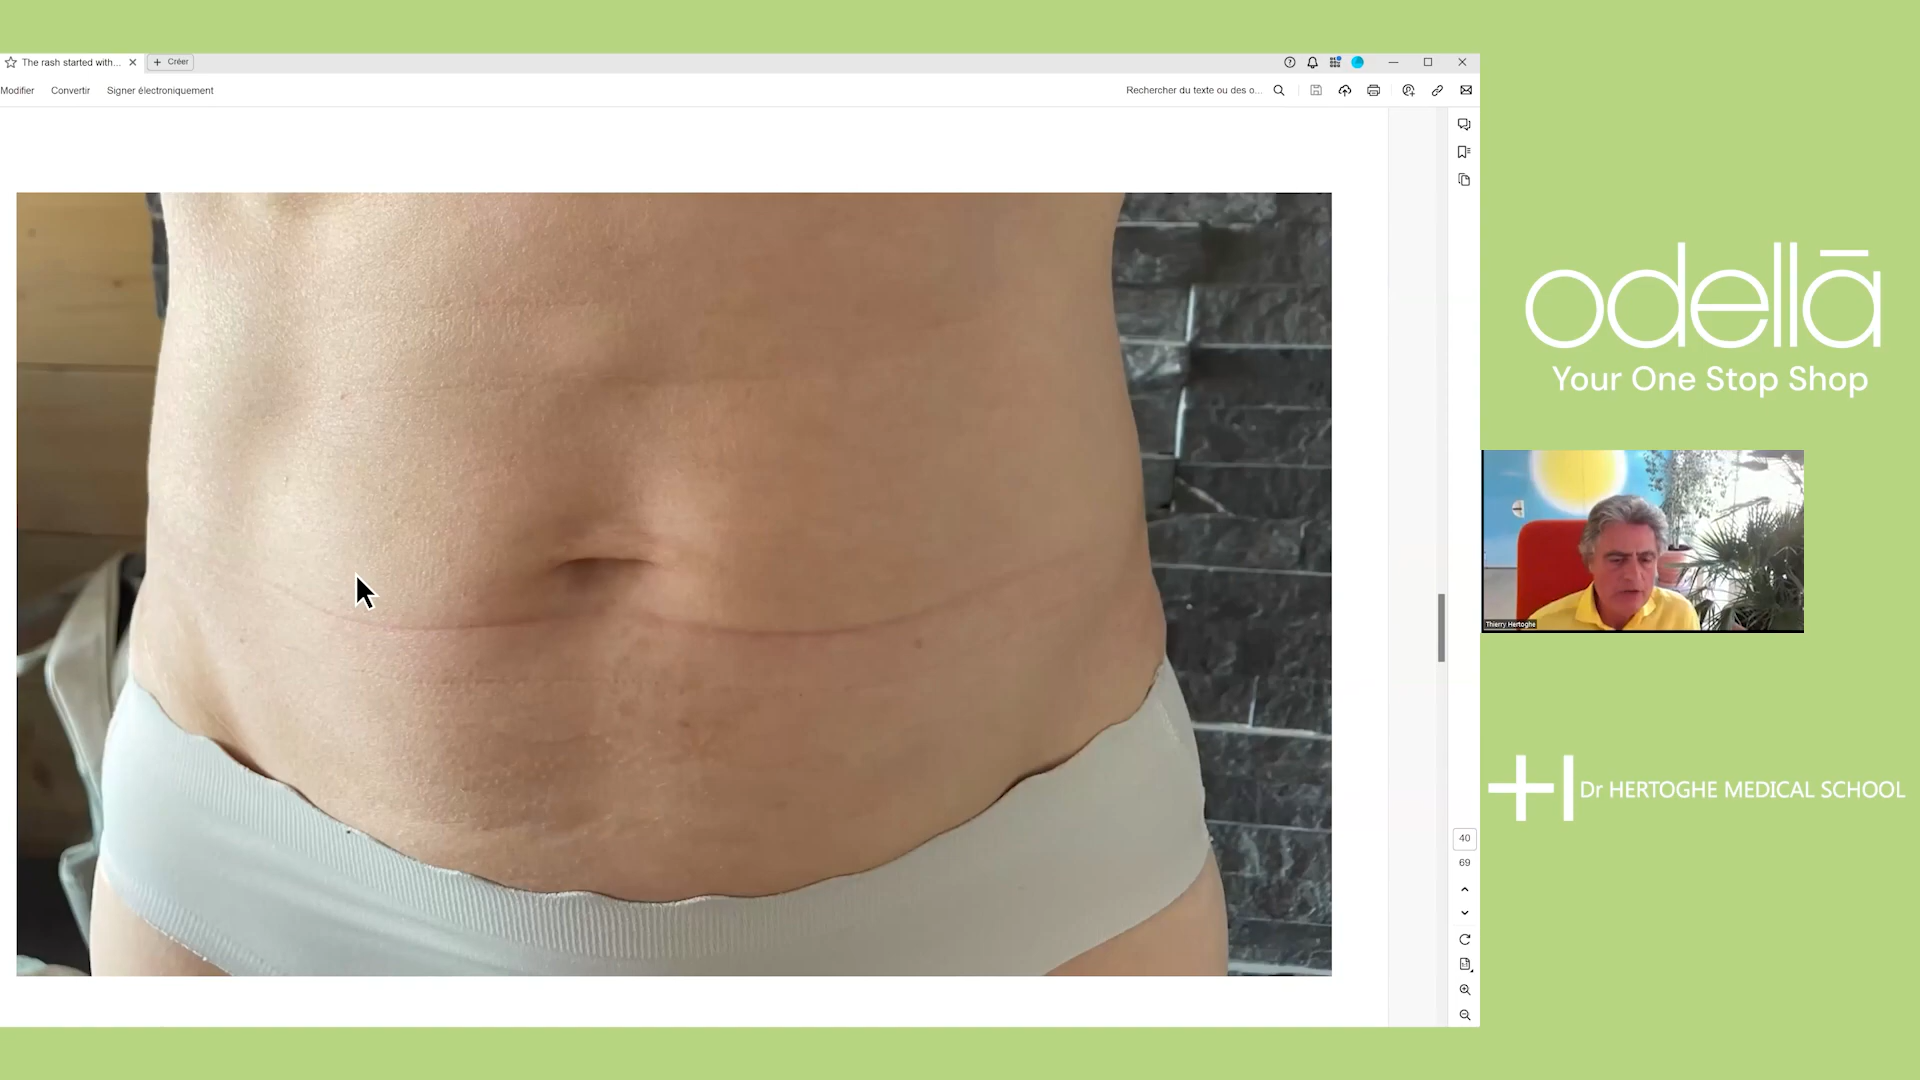 The rash started with...
Créer
Modifier
Convertir
Signer électroniquement
Rechercher du texte ou des o...
odellā
Your One Stop Shop
Thierry Hertoghe
Dr HERTOGHE MEDICAL SCHOOL
40
69